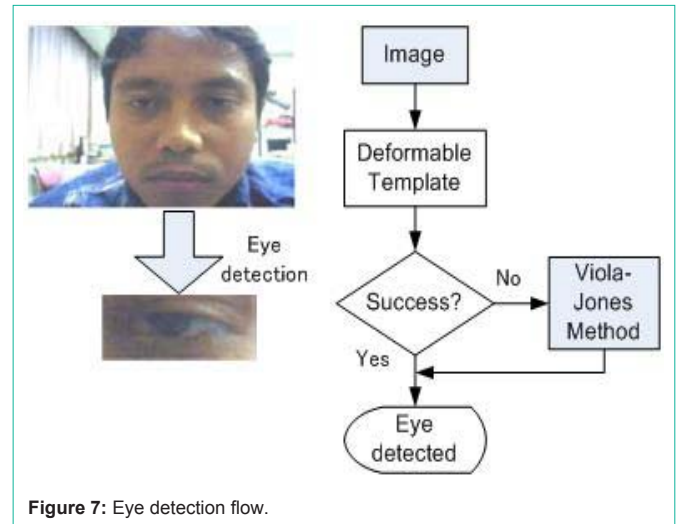 Image
Deformable
Template
Eye
detection
Success?
No
Viola-
Jones
Method
Yes
Eye
detected
Figure 7: Eye detection flow.